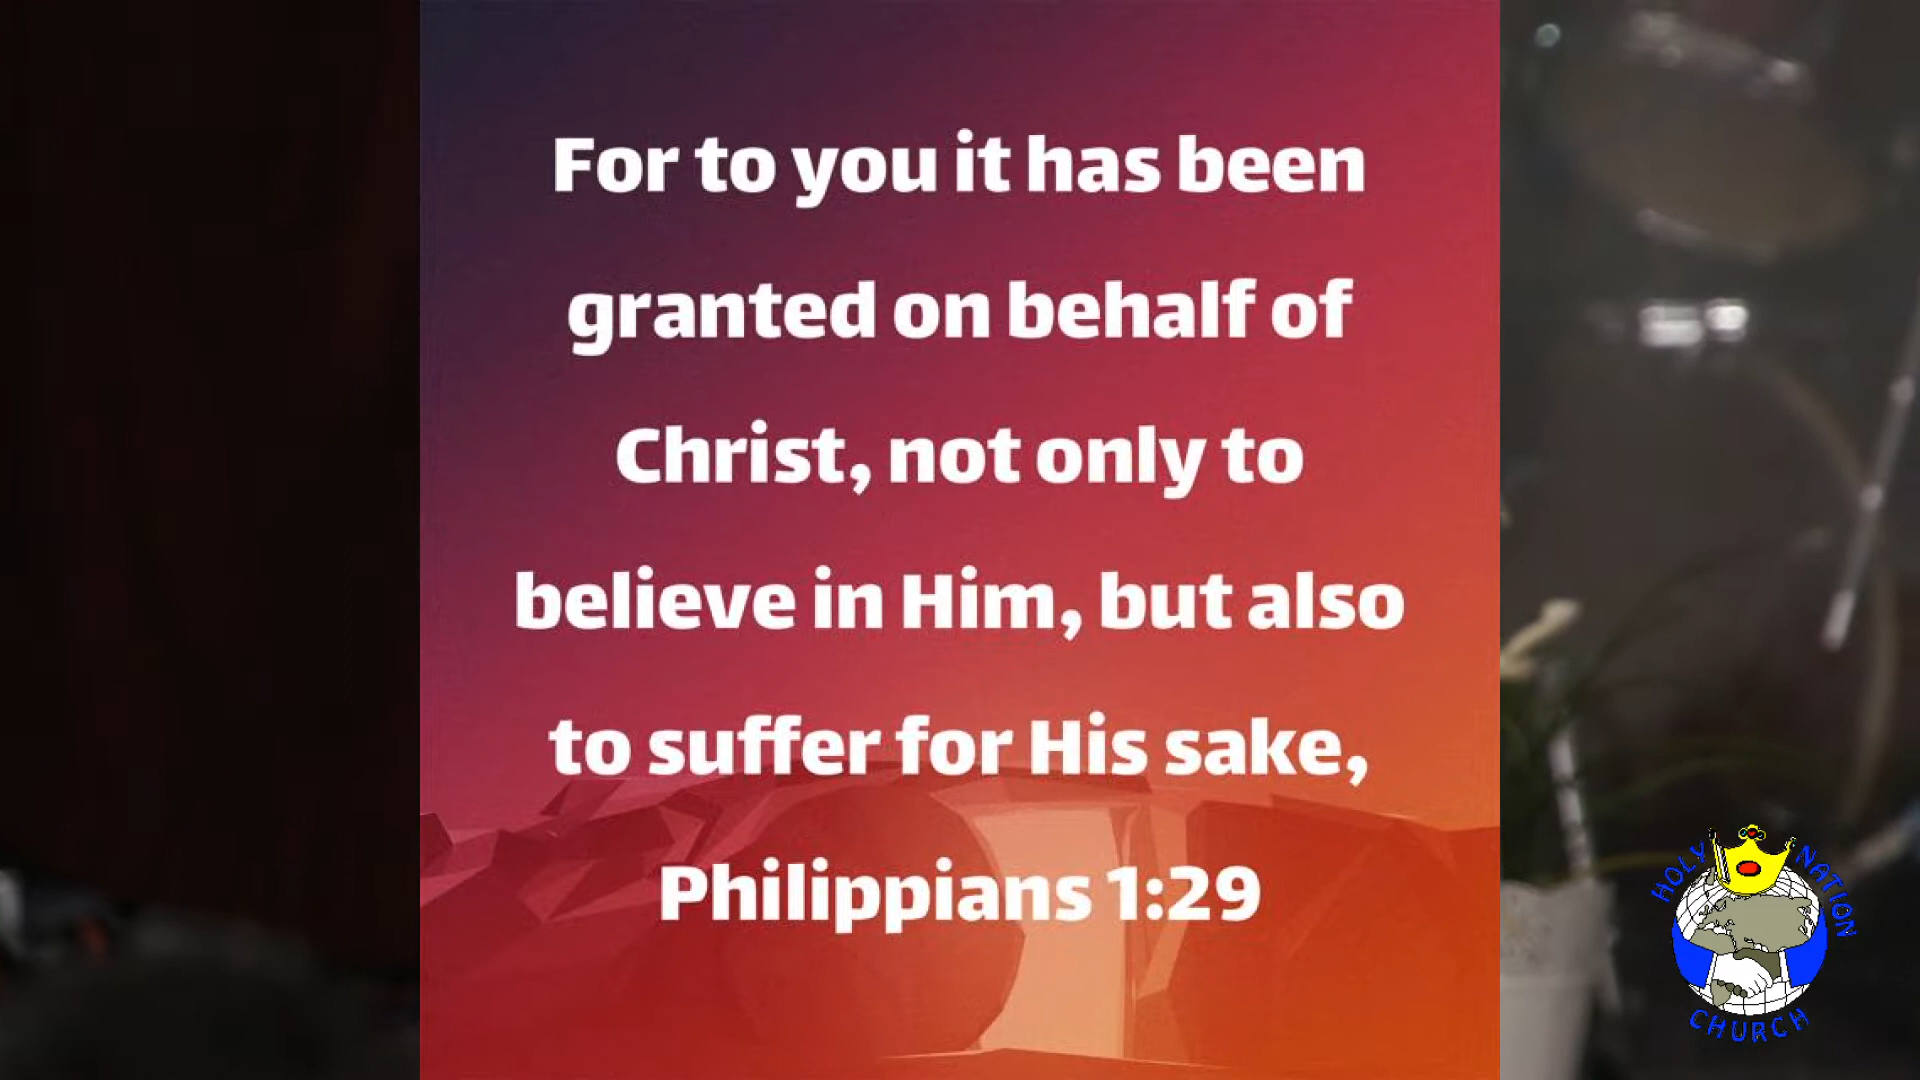 For to you it has been
granted on behalf of
Christ, not only to
believe in Him, but also
to suffer for His sake,
Philippians 1:29
HOLY NATION
CHURCH